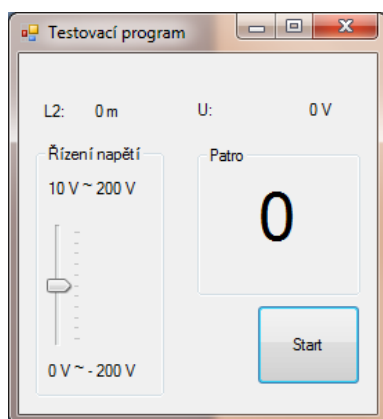 Testovací program
L2: 0 m U: 0 V
Řízení napětí
10 V ~ 200 V
0 V ~ - 200 V
Patro
0
Start